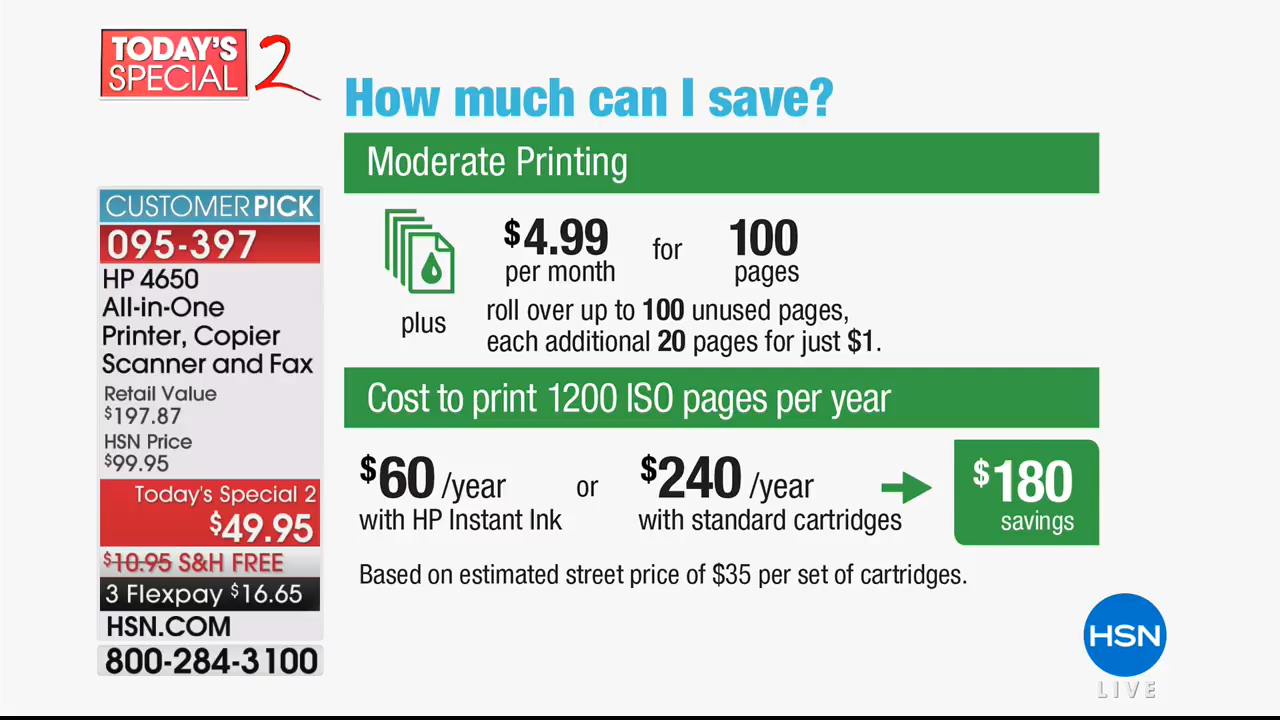 TODAY'S
SPECIAL 2
How much can I save?
Moderate Printing
$4.99 for 100
per month pages
plus
roll over up to 100 unused pages,
each additional 20 pages for just $1.
Cost to print 1200 ISO pages per year
$60/year or $240/year $180
with HP Instant Ink with standard cartridges savings
Based on estimated street price of $35 per set of cartridges.
CUSTOMER PICK
095-397
HP 4650
All-in-One
Printer, Copier
Scanner and Fax
Retail Value
$197.87
HSN Price
$99.95
Today's Special 2
$49.95
$10.95 S&H FREE
3 Flexpay $16.65
HSN.COM
800-284-3100
HSN
LIVE